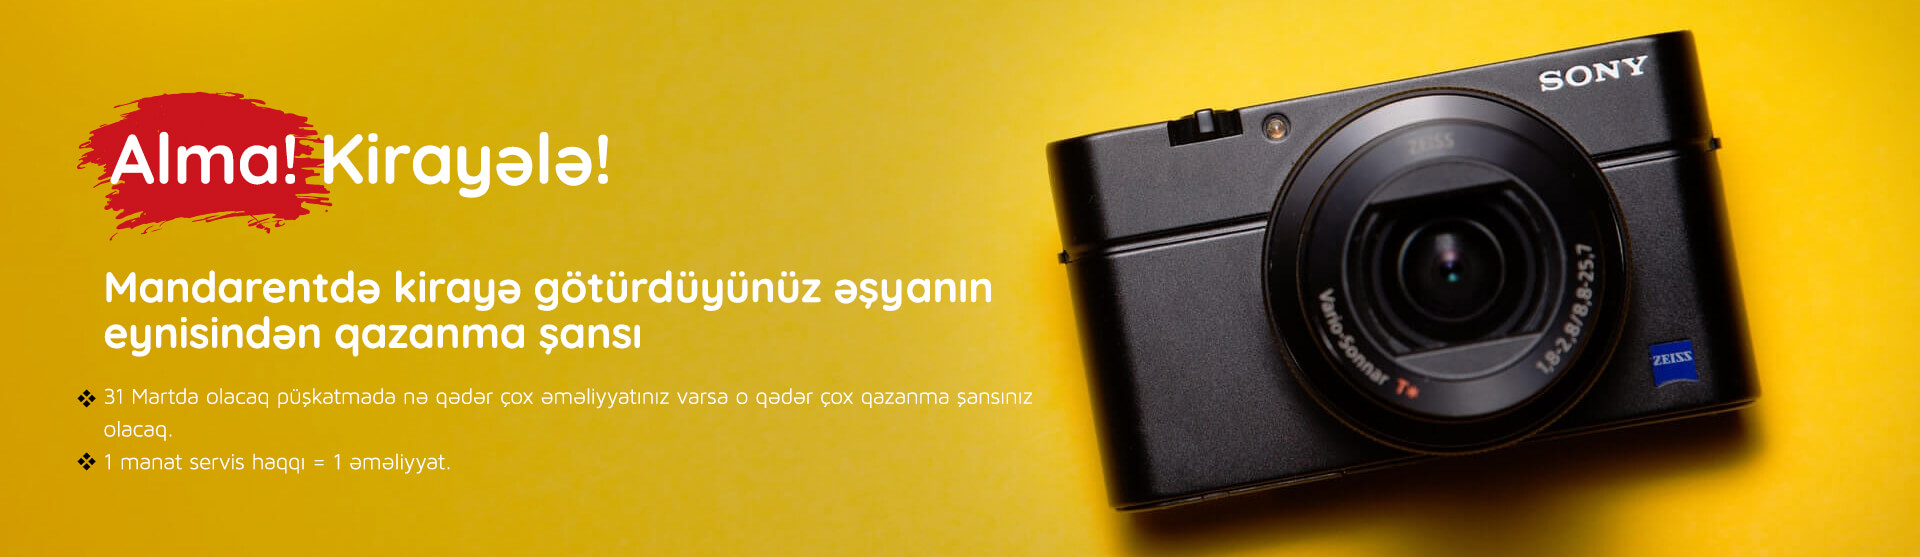 Alma! Kirayələ!
Mandarentdə kirayə götürdüyünüz əşyanın
eynisindən qazanma şansı
❖ 31 Martda olacaq püşkatmada nə qədər çox əməliyyatınız varsa o qədər çox qazanma şansınız
olacaq.
❖ 1 manat servis haqqı = 1 əməliyyat.
SONY
ZEISS
Vario-Sonnar T* 1,8-2,8/8,8-25,7
ZEISS